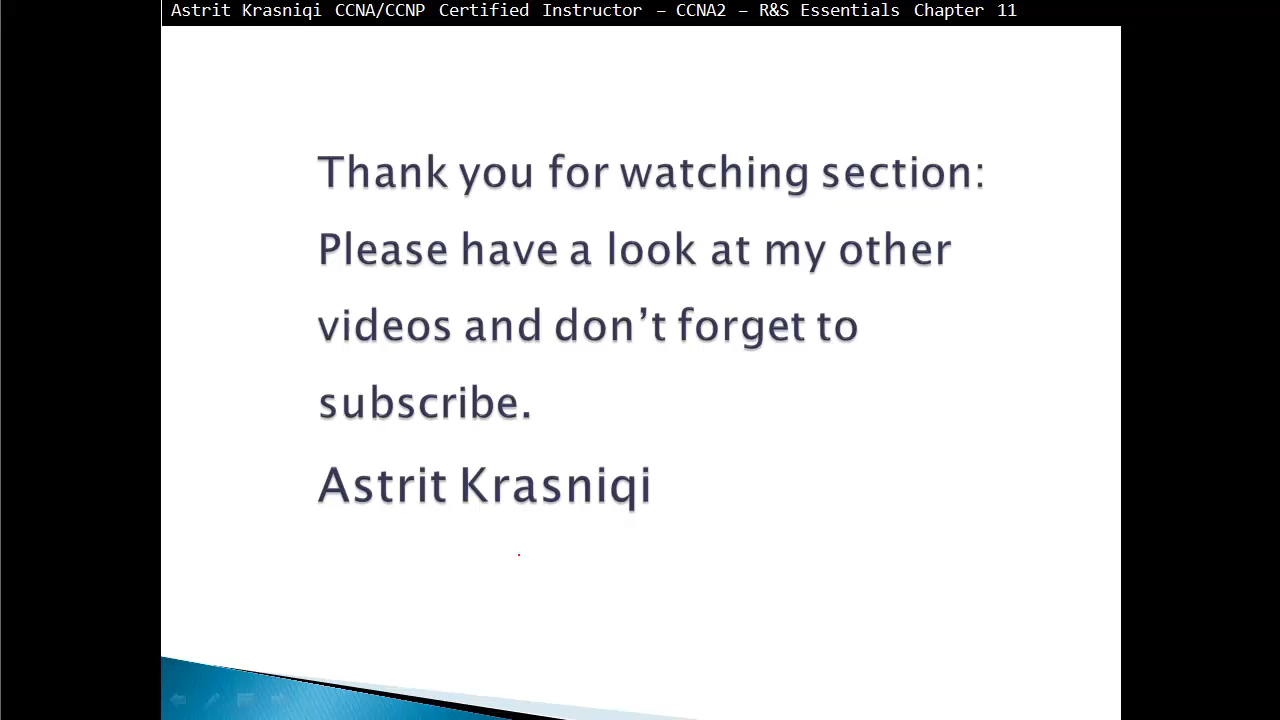 Astrit Krasniqi CCNA/CCNP Certified Instructor – CCNA2 – R&S Essentials Chapter 11
Thank you for watching section:
Please have a look at my other
videos and don’t forget to
subscribe.
Astrit Krasniqi